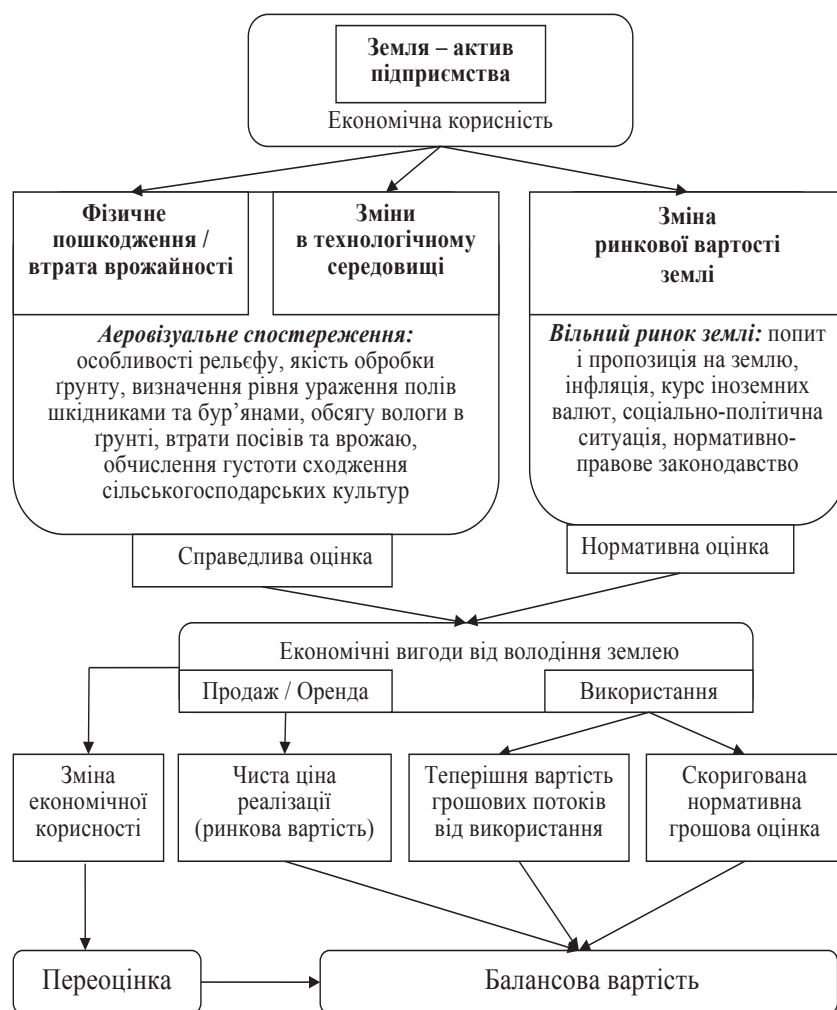 Земля – актив
підприємства
Економічна корисність
Фізичне
пошкодження /
втрата врожайності
Зміни
в технологічному
середовищі
Зміна
ринкової вартості
землі
Аеровізуальне спостереження:
особливості рельєфу, якість обробки
ґрунту, визначення рівня ураження полів
шкідниками та бур’янами, обсягу вологи в
ґрунті, втрати посівів та врожаю,
обчислення густоти сходження
сільськогосподарських культур
Вільний ринок землі: попит
і пропозиція на землю,
інфляція, курс іноземних
валют, соціально-політична
ситуація, нормативно-
правове законодавство
Справедлива оцінка
Нормативна оцінка
Економічні вигоди від володіння землею
Продаж / Оренда
Використання
Зміна
економічної
корисності
Чиста ціна
реалізації
(ринкова вартість)
Теперішня вартість
грошових потоків
від використання
Скоригована
нормативна
грошова оцінка
Переоцінка
Балансова вартість